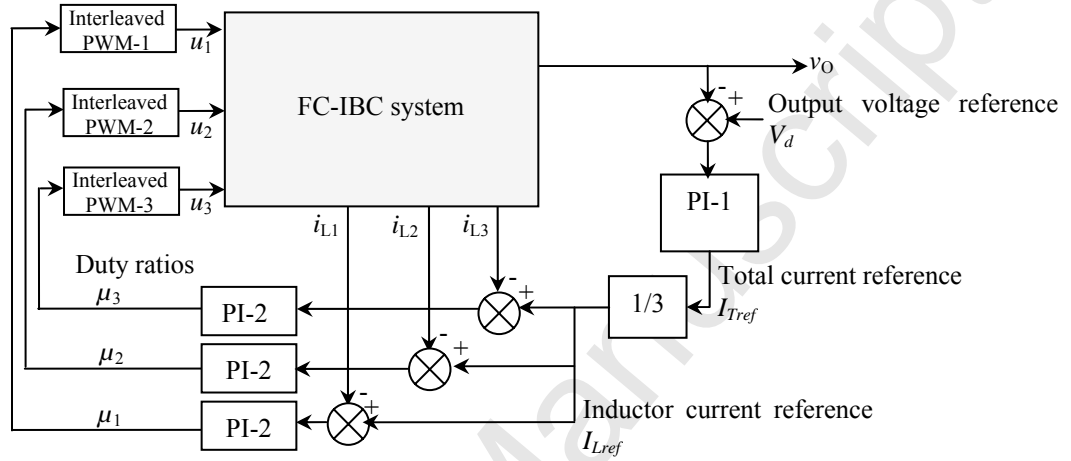 Interleaved
PWM-1
u1
Interleaved
PWM-2
u2
Interleaved
PWM-3
u3
FC-IBC system
vO
- +
Output voltage reference
Vd
PI-1
Total current reference
ITref
1/3
iL1
iL2
iL3
Duty ratios
μ3
PI-2
- +
μ2
PI-2
- +
μ1
PI-2
- +
Inductor current reference
ILref
Manuscript